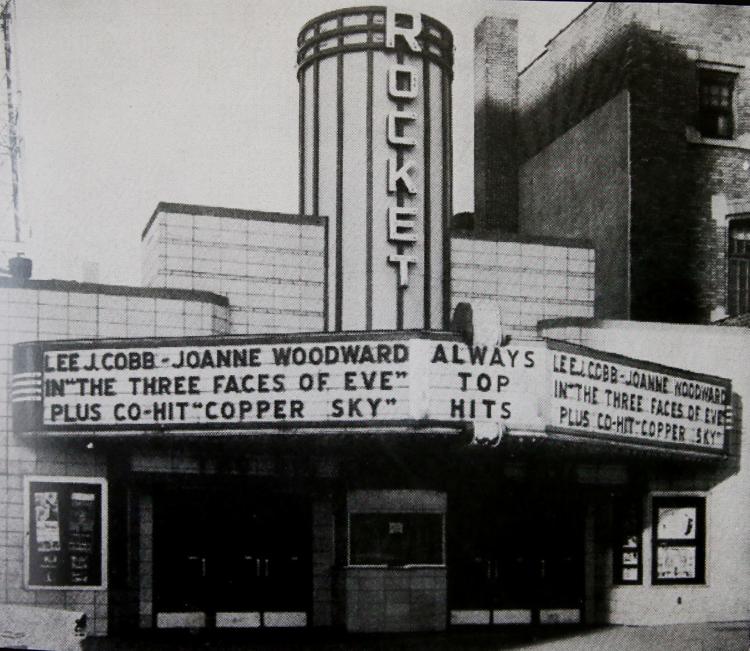 ROCKET
LEE J. COBB - JOANNE WOODWARD
IN "THE THREE FACES OF EVE"
PLUS CO-HIT "COPPER SKY"
ALWAYS
TOP
HITS
LEE J. COBB - JOANNE WOODWARD
IN "THE THREE FACES OF EVE"
PLUS CO-HIT "COPPER SKY"